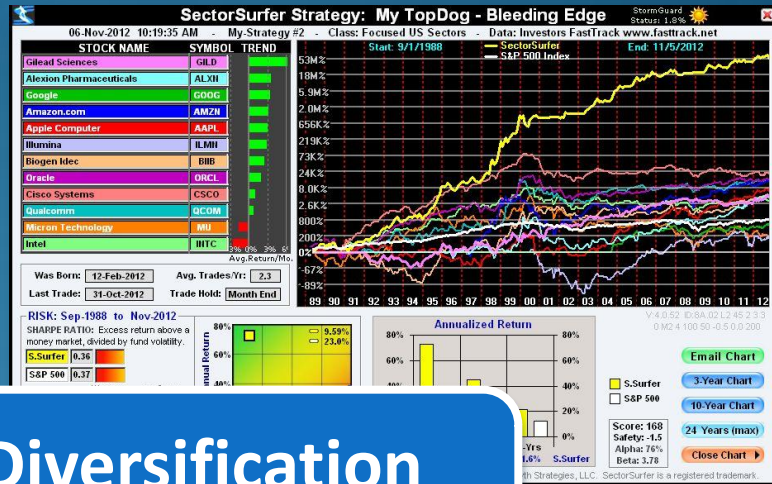 SectorSurfer Strategy: My TopDog - Bleeding Edge
StormGuard
Status: 1.8%
06-Nov-2012 10:19:35 AM - My-Strategy #2 - Class: Focused US Sectors - Data: Investors FastTrack www.fasttrack.net
STOCK NAME SYMBOL TREND
Gilead Sciences GILD
Alexion Pharmaceuticals ALXN
Google GOOG
Amazon.com AMZN
Apple Computer AAPL
Illumina ILMN
Biogen Idec BIIB
Oracle ORCL
Cisco Systems CSCO
Qualcomm QCOM
Micron Technology MU
Intel INTC
3% 0% 3% 6%
Avg.Return/Mo.
Was Born: 12-Feb-2012 Avg. Trades/Yr: 2.3
Last Trade: 31-Oct-2012 Trade Hold: Month End
Start: 9/1/1988
SectorSurfer
S&P 500 Index
End: 11/5/2012
53M%
18M%
5.9M%
2.0M%
656K%
219K%
73K%
24K%
8.0K%
2.6K%
800%
200%
0%
-67%
-89%
89 90 91 92 93 94 95 96 97 98 99 00 01 02 03 04 05 06 07 08 09 10 11 12
RISK: Sep-1988 to Nov-2012
SHARPE RATIO: Excess return above a
money market, divided by fund volatility.
S.Surfer 0.36
S&P 500 0.37
80%
60%
40%
9.59%
23.0%
Annualized Return
80% 80%
60%
40%
20%
0%
-Yrs
1.6% S.Surfer
S.Surfer
S&P 500
Score: 168
Safety: -1.5
Alpha: 76%
Beta: 3.78
Email Chart
3-Year Chart
10-Year Chart
24 Years (max)
Close Chart
Strategies, LLC. SectorSurfer is a registered trademark.
Diversification